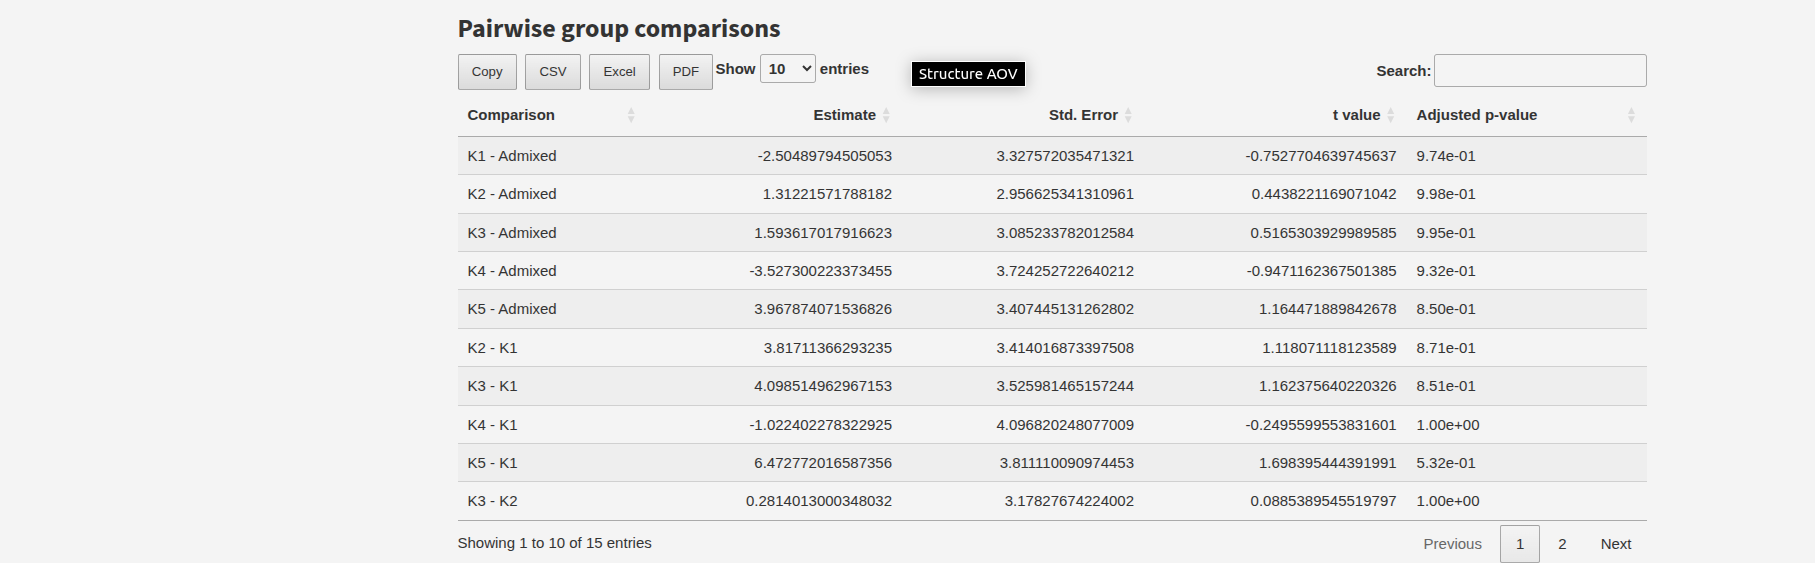 Pairwise group comparisons
Copy CSV Excel PDF Show 10 entries Structure AOV Search:
Comparison Estimate Std. Error t value Adjusted p-value
K1 - Admixed -2.50489794505053 3.327572035471321 -0.7527704639745637 9.74e-01
K2 - Admixed 1.31221571788182 2.956625341310961 0.4438221169071042 9.98e-01
K3 - Admixed 1.593617017916623 3.085233782012584 0.5165303929989585 9.95e-01
K4 - Admixed -3.527300223373455 3.724252722640212 -0.9471162367501385 9.32e-01
K5 - Admixed 3.967874071536826 3.407445131262802 1.164471889842678 8.50e-01
K2 - K1 3.81711366293235 3.414016873397508 1.118071118123589 8.71e-01
K3 - K1 4.098514962967153 3.525981465157244 1.162375640220326 8.51e-01
K4 - K1 -1.022402278322925 4.096820248077009 -0.2495599553831601 1.00e+00
K5 - K1 6.472772016587356 3.811110090974453 1.698395444391991 5.32e-01
K3 - K2 0.2814013000348032 3.17827674224002 0.0885389545519797 1.00e+00
Showing 1 to 10 of 15 entries Previous 1 2 Next